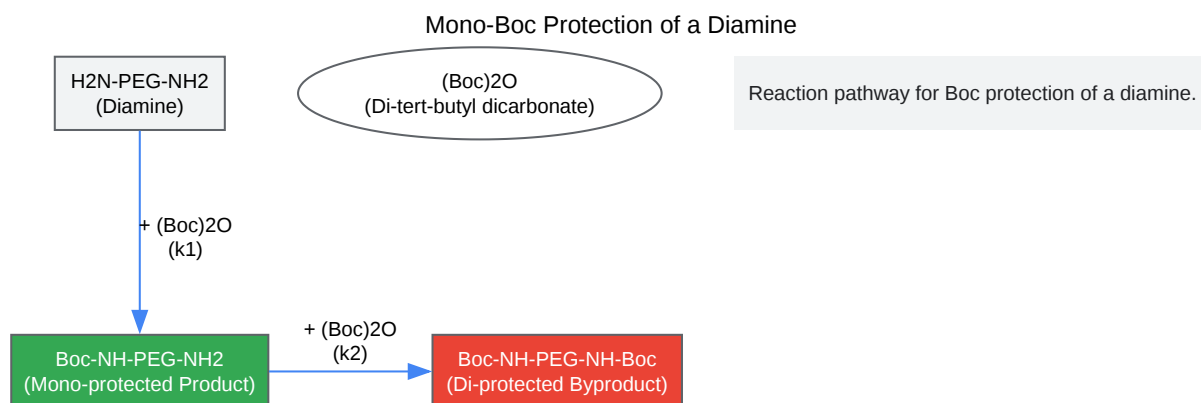 Mono-Boc Protection of a Diamine
H2N-PEG-NH2
(Diamine)
(Boc)2O
(Di-tert-butyl dicarbonate)
Reaction pathway for Boc protection of a diamine.
+ (Boc)2O
(k1)
Boc-NH-PEG-NH2
(Mono-protected Product)
+ (Boc)2O
(k2)
Boc-NH-PEG-NH-Boc
(Di-protected Byproduct)